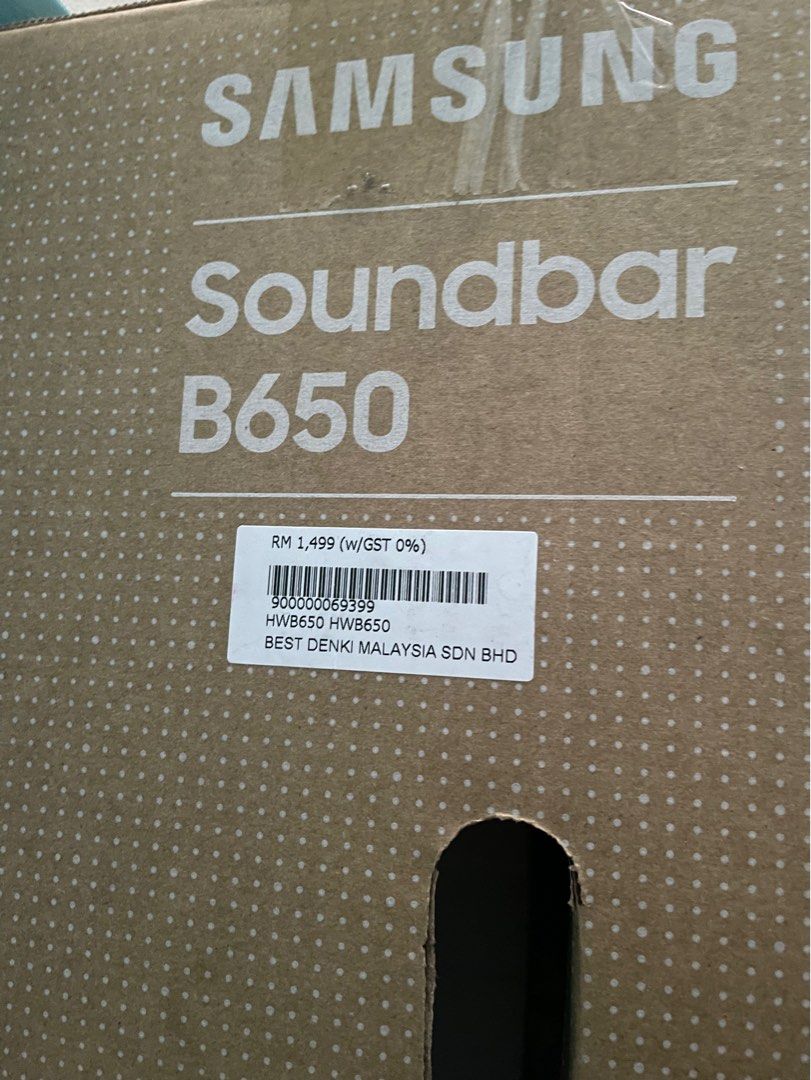 SAMSUNG
Soundbar
B650
RM 1,499 (w/GST 0%)
900000069399
HWB650 HWB650
BEST DENKI MALAYSIA SDN BHD